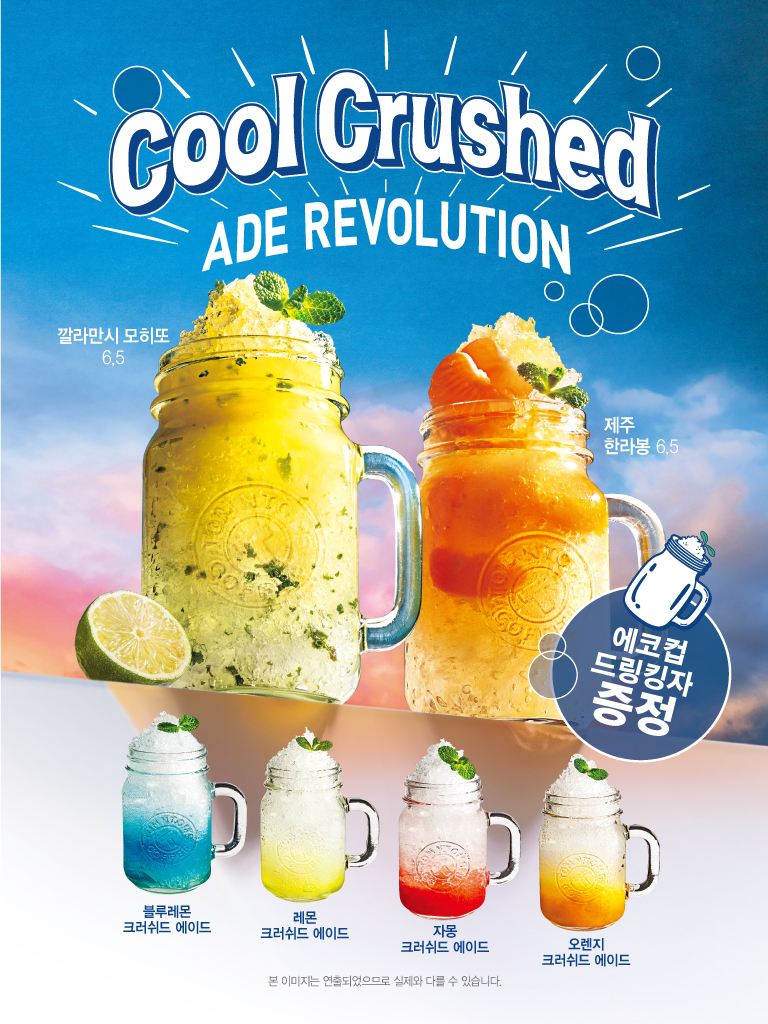 Cool Crushed
ADE REVOLUTION
깔라만시 모히또
6.5
제주
한라봉 6.5
에코컵
드링킹자
증정
블루레몬
크러쉬드 에이드
레몬
크러쉬드 에이드
자몽
크러쉬드 에이드
오렌지
크러쉬드 에이드
본 이미지는 연출되었으므로 실제와 다를 수 있습니다.